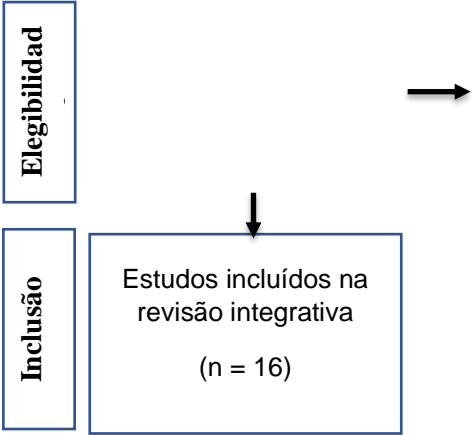 Elegibilidad
Inclusão
Estudos incluídos na
revisão integrativa
(n = 16)